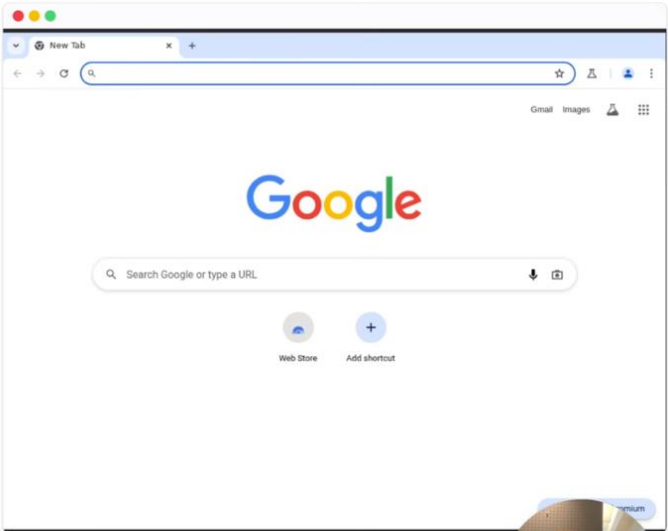 New Tab
Gmail Images
Google
Search Google or type a URL
Web Store Add shortcut